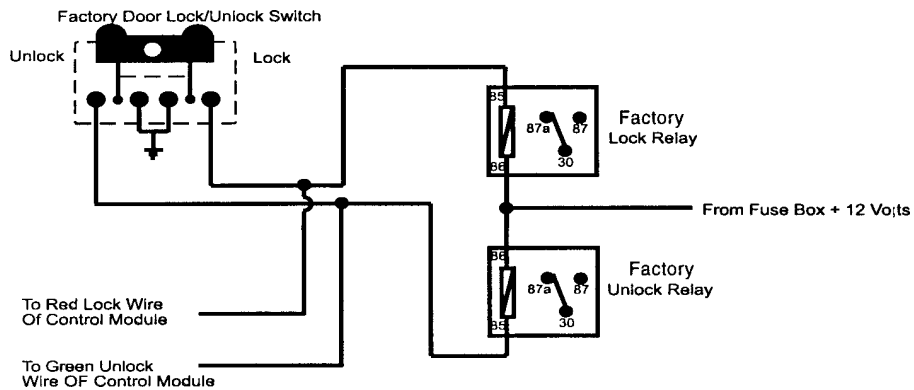 Factory Door Lock/Unlock Switch
Unlock
Lock
85
87a
87
30
86
Factory
Lock Relay
From Fuse Box + 12 Volts
86
87a
87
30
85
Factory
Unlock Relay
To Red Lock Wire
Of Control Module
To Green Unlock
Wire OF Control Module